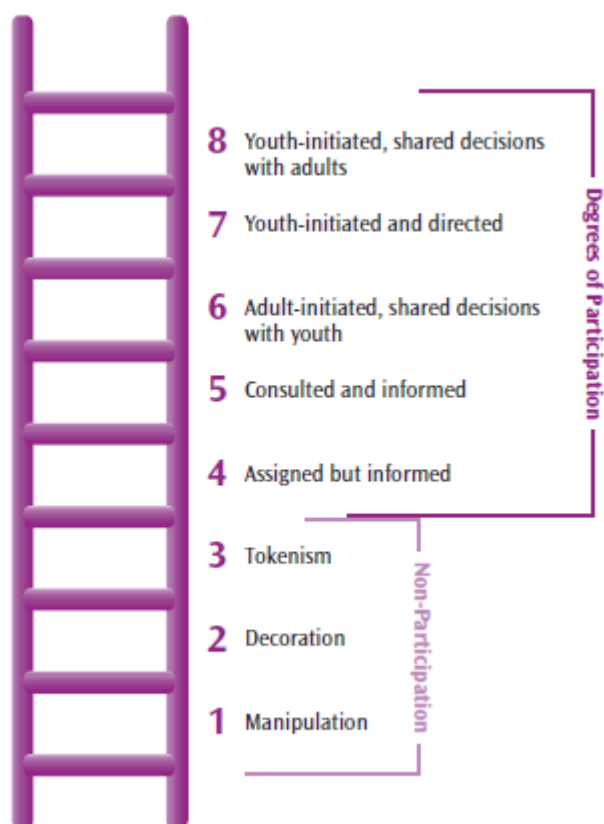 8 Youth-initiated, shared decisions
with adults
7 Youth-initiated and directed
6 Adult-initiated, shared decisions
with youth
5 Consulted and informed
4 Assigned but informed
3 Tokenism
2 Decoration
1 Manipulation
Degrees of Participation
Non-Participation